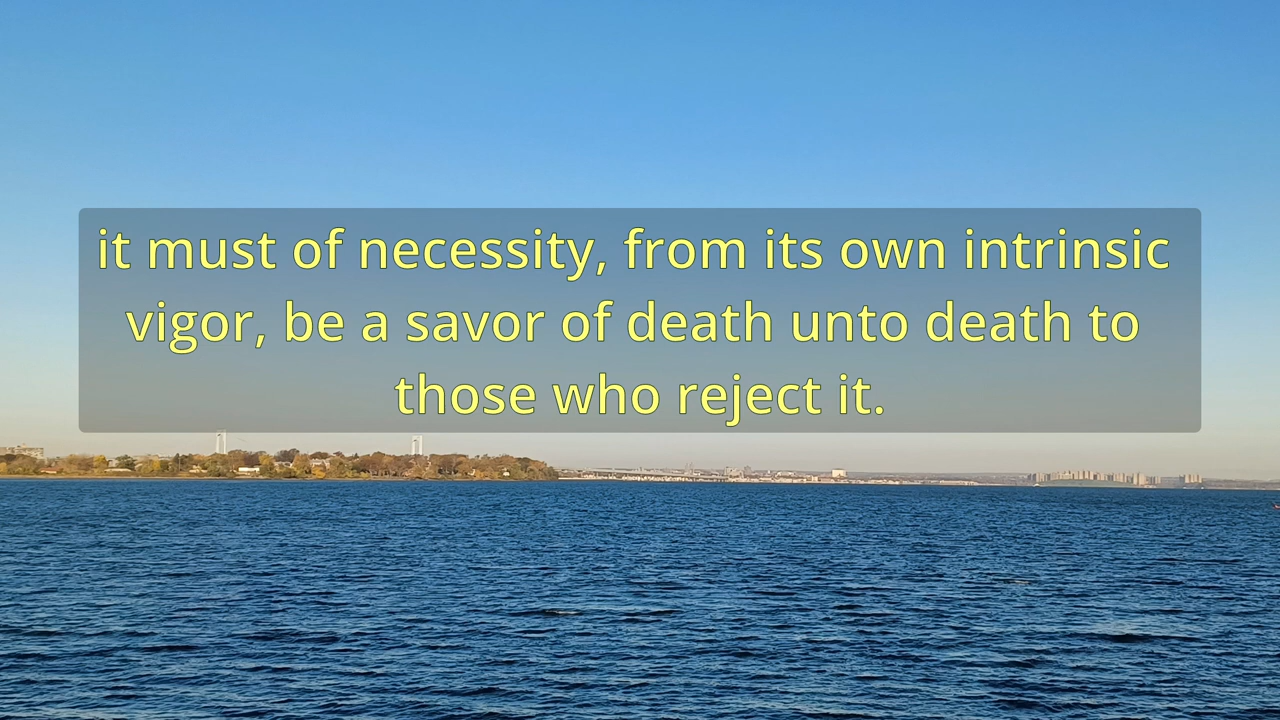 it must of necessity, from its own intrinsic
vigor, be a savor of death unto death to
those who reject it.